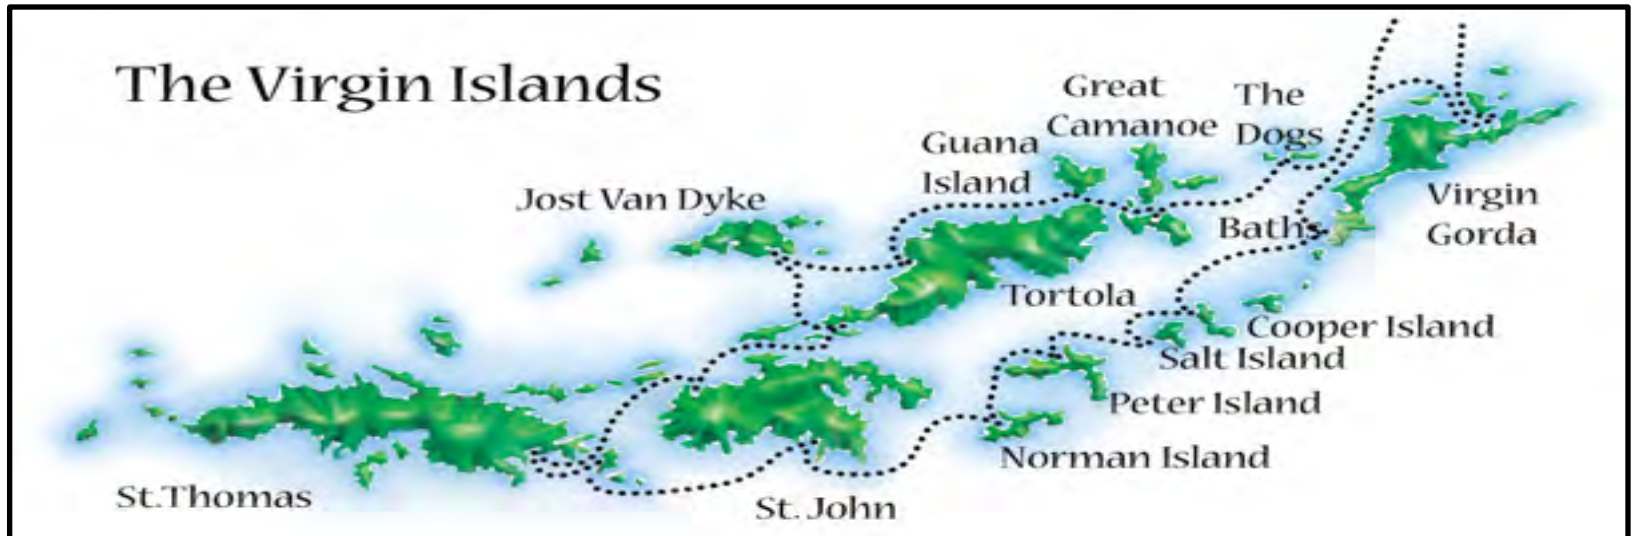 The Virgin Islands
Great
Camanoe
The
Dogs
Guana
Island
Jost Van Dyke
Virgin
Gorda
Baths
Tortola
Cooper Island
Salt Island
Peter Island
Norman Island
St.Thomas
St. John